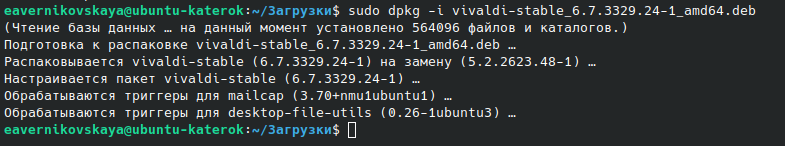 eavernikovskaya@ubuntu-katerok:~/Загрузки$ sudo dpkg -i vivaldi-stable_6.7.3329.24-1_amd64.deb
(Чтение базы данных … на данный момент установлено 564096 файлов и каталогов.)
Подготовка к распаковке vivaldi-stable_6.7.3329.24-1_amd64.deb …
Распаковывается vivaldi-stable (6.7.3329.24-1) на замену (5.2.2623.48-1) …
Настраивается пакет vivaldi-stable (6.7.3329.24-1) …
Обрабатываются триггеры для mailcap (3.70+nmu1ubuntu1) …
Обрабатываются триггеры для desktop-file-utils (0.26-1ubuntu3) …
eavernikovskaya@ubuntu-katerok:~/Загрузки$